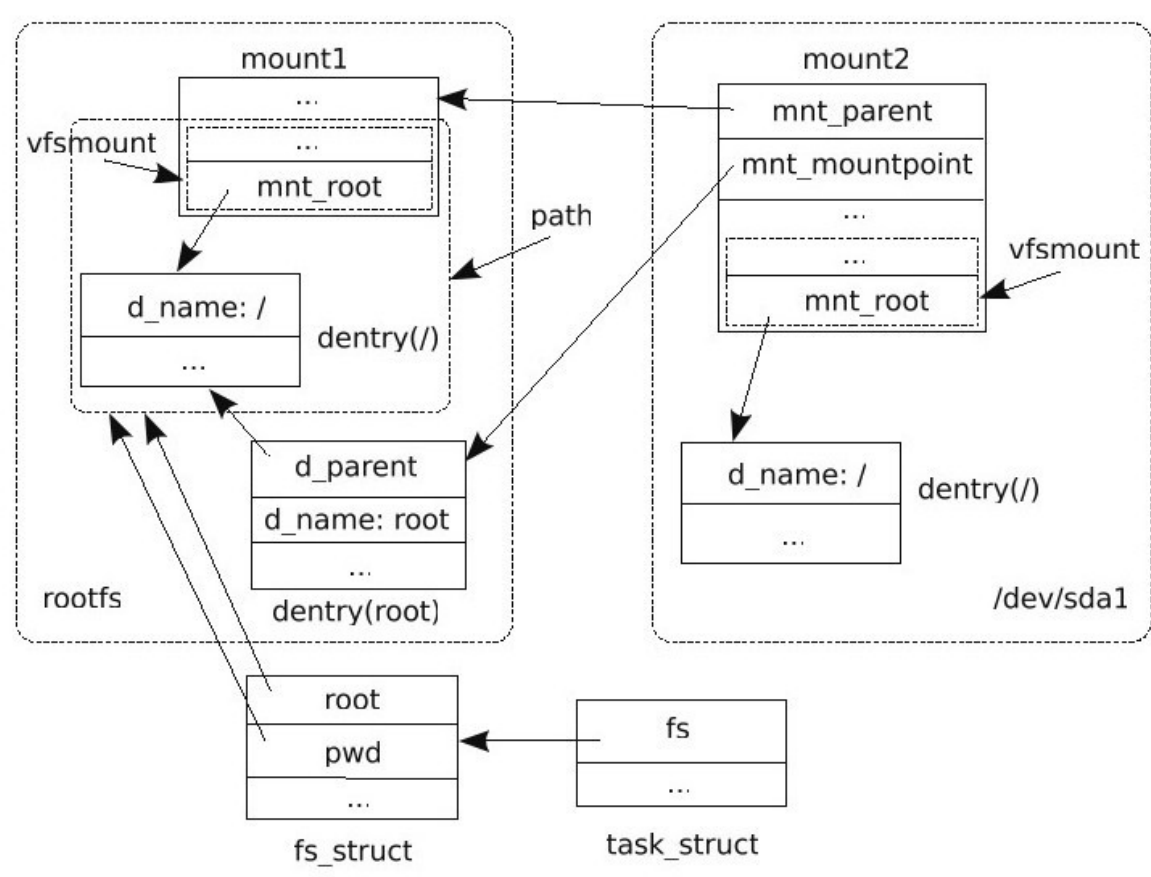 mount1
...
vfsmount
...
mnt_root
path
d_name: /
dentry(/)
...
d_parent
d_name: root
...
dentry(root)
rootfs
mount2
mnt_parent
mnt_mountpoint
...
...
vfsmount
mnt_root
d_name: /
dentry(/)
...
/dev/sda1
root
pwd
...
fs_struct
fs
...
task_struct